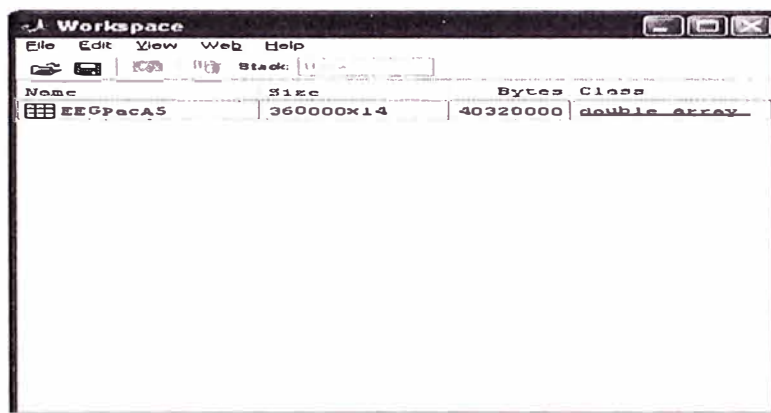 Workspace
File Edit View Web Help
Stack:
Name Size Bytes Class
EEGPacA5 360000x14 40320000 double array